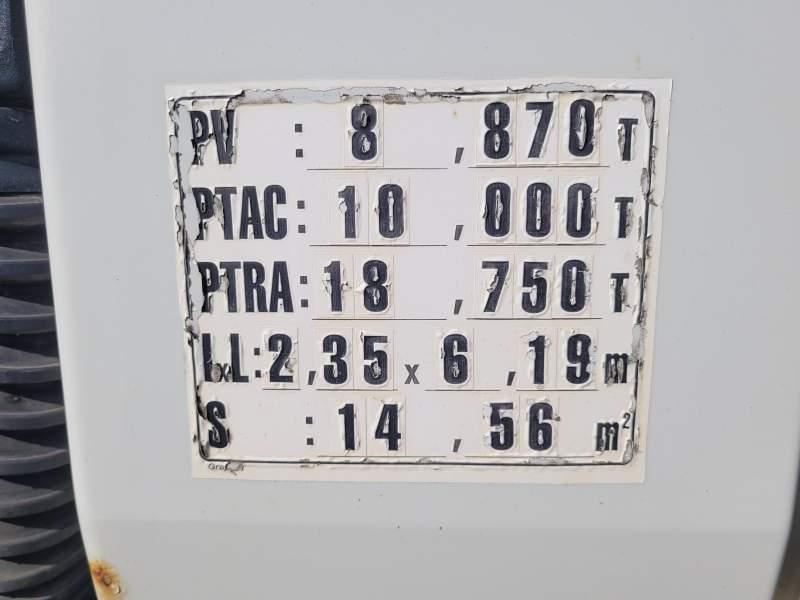 PV : 8 , 870 T
PTAC : 10 , 000 T
PTRA : 18 , 750 T
LxL : 2 , 35 x 6 , 19 m
S : 14 , 56 m²